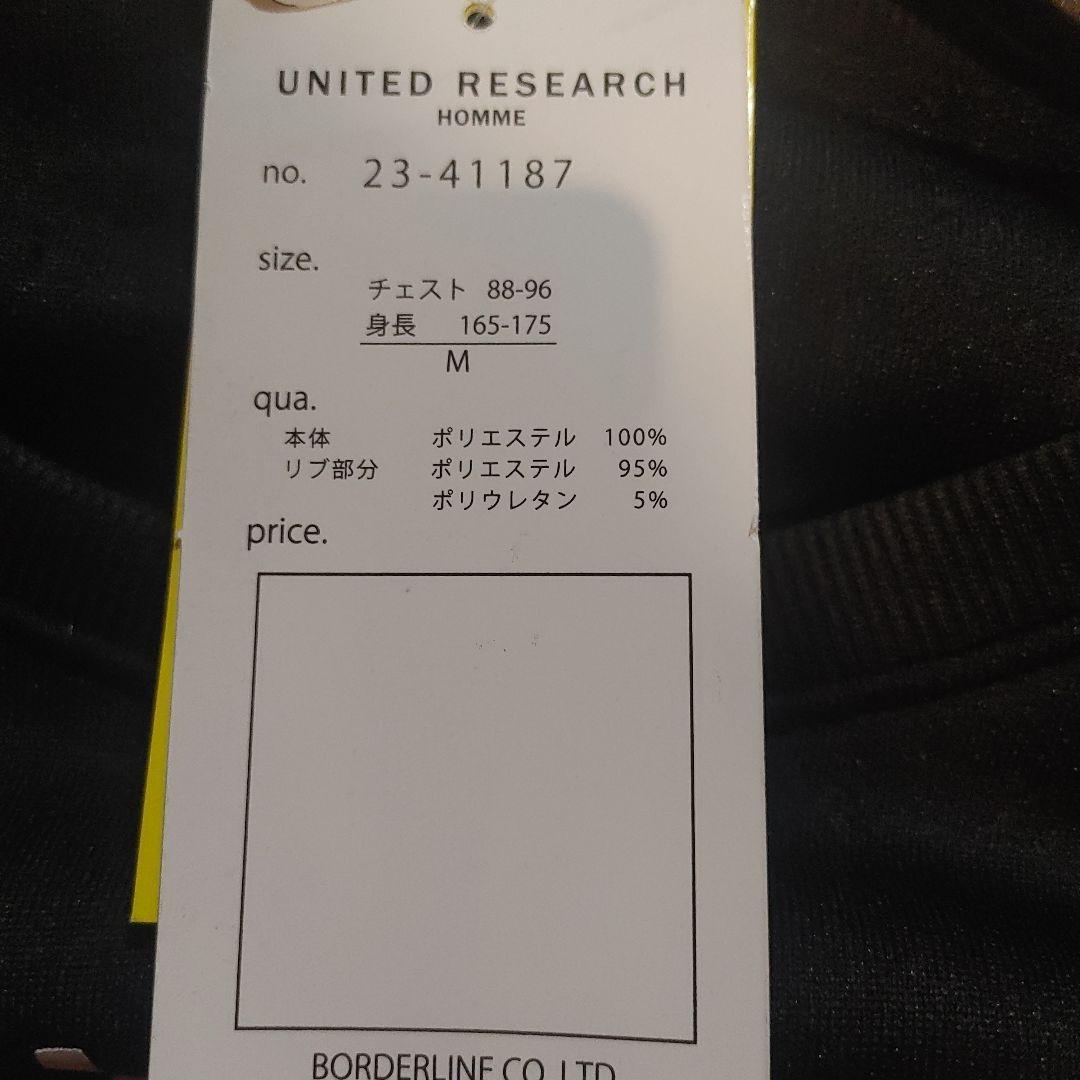 UNITED RESEARCH
HOMME
no. 23-41187
size.
チェスト 88-96
身長 165-175
M
qua.
本体 ポリエステル 100%
リブ部分 ポリエステル 95%
ポリウレタン 5%
price.
BORDERLINE CO.,LTD